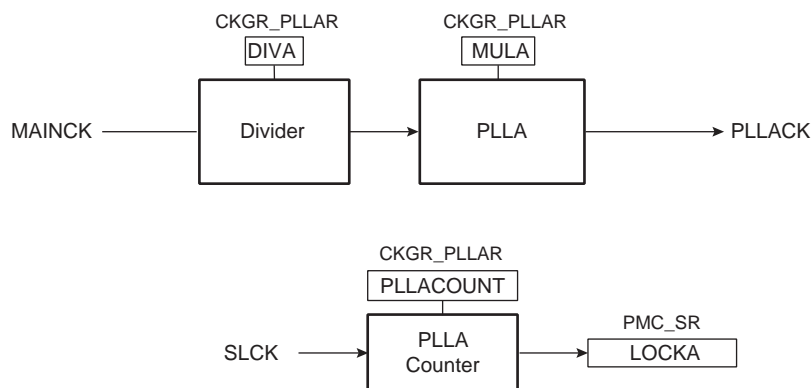 CKGR_PLLAR
CKGR_PLLAR
DIVA
MULA
MAINCK
Divider
PLLA
PLLACK
CKGR_PLLAR
PLLACOUNT
PMC_SR
SLCK
PLLA
Counter
LOCKA